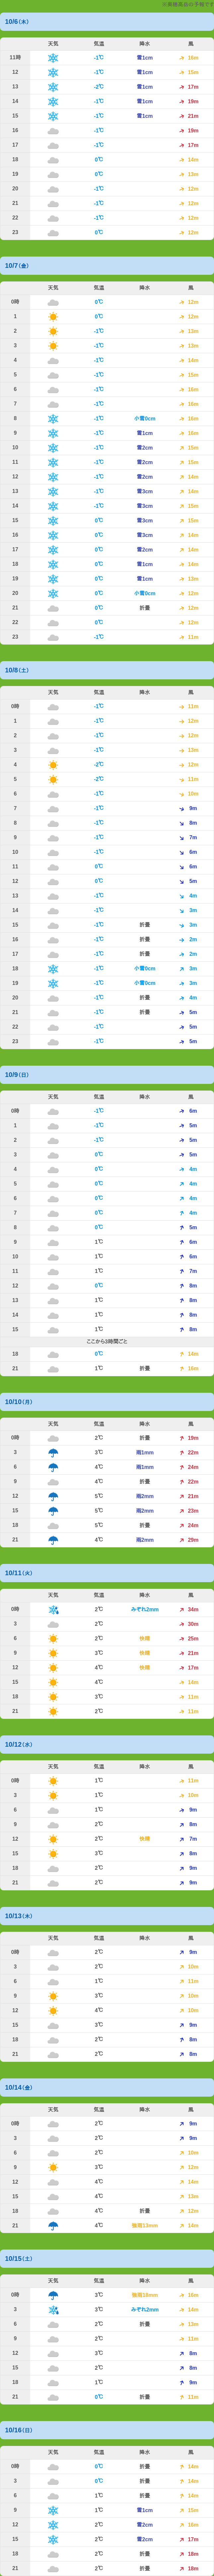 10/6(木)
天気 気温 降水 風
11時 -1℃ 雪1cm 16m
12 -1℃ 雪1cm 15m
13 -2℃ 雪1cm 17m
14 -1℃ 雪1cm 19m
15 -1℃ 雪1cm 21m
16 -1℃ 19m
17 -1℃ 17m
18 0℃ 14m
19 0℃ 13m
20 -1℃ 12m
21 -1℃ 12m
22 -1℃ 12m
23 0℃ 12m
10/7(金)
天気 気温 降水 風
0時 0℃ 12m
1 0℃ 12m
2 -1℃ 13m
3 -1℃ 13m
4 -1℃ 14m
5 -1℃ 15m
6 -1℃ 16m
7 -1℃ 16m
8 -1℃ 小雪0cm 16m
9 -1℃ 雪1cm 16m
10 -1℃ 雪2cm 15m
11 -1℃ 雪2cm 15m
12 -1℃ 雪2cm 14m
13 -1℃ 雪3cm 14m
14 -1℃ 雪3cm 15m
15 0℃ 雪3cm 15m
16 0℃ 雪3cm 14m
17 0℃ 雪2cm 14m
18 0℃ 雪1cm 14m
19 0℃ 雪1cm 13m
20 0℃ 小雪0cm 12m
21 0℃ 折畳 12m
22 0℃ 12m
23 -1℃ 11m
10/8(土)
天気 気温 降水 風
0時 -1℃ 11m
1 -1℃ 12m
2 -1℃ 12m
3 -1℃ 13m
4 -2℃ 12m
5 -2℃ 11m
6 -1℃ 10m
7 -1℃ 9m
8 -1℃ 8m
9 -1℃ 7m
10 -1℃ 6m
11 0℃ 6m
12 0℃ 5m
13 -1℃ 4m
14 -1℃ 3m
15 -1℃ 折畳 3m
16 -1℃ 折畳 2m
17 -1℃ 折畳 2m
18 -1℃ 小雪0cm 3m
19 -1℃ 小雪0cm 3m
20 -1℃ 折畳 4m
21 -1℃ 折畳 5m
22 -1℃ 5m
23 -1℃ 5m
10/9(日)
天気 気温 降水 風
0時 -1℃ 6m
1 -1℃ 5m
2 -1℃ 5m
3 0℃ 5m
4 0℃ 4m
5 0℃ 4m
6 0℃ 4m
7 0℃ 4m
8 0℃ 5m
9 1℃ 6m
10 1℃ 6m
11 1℃ 7m
12 0℃ 8m
13 1℃ 8m
14 1℃ 8m
15 1℃ 8m
ここから3時間ごと
18 0℃ 14m
21 1℃ 折畳 16m
10/10(月)
天気 気温 降水 風
0時 2℃ 折畳 19m
3 3℃ 雨1mm 22m
6 4℃ 雨1mm 24m
9 4℃ 折畳 22m
12 5℃ 雨2mm 21m
15 5℃ 雨2mm 23m
18 5℃ 折畳 24m
21 4℃ 雨2mm 29m
10/11(火)
天気 気温 降水 風
0時 2℃ みぞれ2mm 34m
3 2℃ 30m
6 2℃ 快晴 25m
9 3℃ 快晴 21m
12 4℃ 快晴 17m
15 4℃ 14m
18 3℃ 11m
21 2℃ 11m
10/12(水)
天気 気温 降水 風
0時 1℃ 11m
3 1℃ 10m
6 1℃ 9m
9 2℃ 8m
12 2℃ 快晴 7m
15 3℃ 8m
18 2℃ 9m
21 2℃ 9m
10/13(木)
天気 気温 降水 風
0時 2℃ 9m
3 2℃ 10m
6 1℃ 11m
9 3℃ 10m
12 4℃ 10m
15 3℃ 9m
18 2℃ 8m
21 2℃ 8m
10/14(金)
天気 気温 降水 風
0時 2℃ 9m
3 2℃ 9m
6 2℃ 10m
9 3℃ 12m
12 4℃ 14m
15 4℃ 13m
18 4℃ 折畳 12m
21 4℃ 強雨13mm 14m
10/15(土)
天気 気温 降水 風
0時 3℃ 強雨18mm 16m
3 3℃ みぞれ2mm 14m
6 2℃ 折畳 13m
9 2℃ 11m
12 3℃ 8m
15 2℃ 8m
18 1℃ 9m
21 0℃ 折畳 11m
10/16(日)
天気 気温 降水 風
0時 0℃ 折畳 14m
3 0℃ 折畳 14m
6 1℃ 折畳 14m
9 1℃ 雪1cm 15m
12 2℃ 雪2cm 16m
15 2℃ 雪2cm 17m
18 2℃ 折畳 18m
21 2℃ 折畳 18m